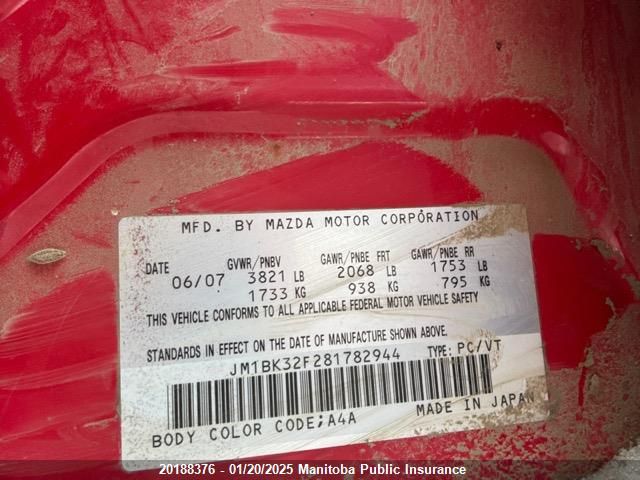 MFD. BY MAZDA MOTOR CORPORATION
DATE GVWR/PNBV GAWR/PNBE FRT GAWR/PNBE RR
06/07 3821 LB 2068 LB 1753 LB
1733 KG 938 KG 795 KG
THIS VEHICLE CONFORMS TO ALL APPLICABLE FEDERAL MOTOR VEHICLE SAFETY
STANDARDS IN EFFECT ON THE DATE OF MANUFACTURE SHOWN ABOVE.
JM1BK32F281782944 TYPE: PC/VT
BODY COLOR CODE;A4A MADE IN JAPAN
20188376 - 01/20/2025 Manitoba Public Insurance